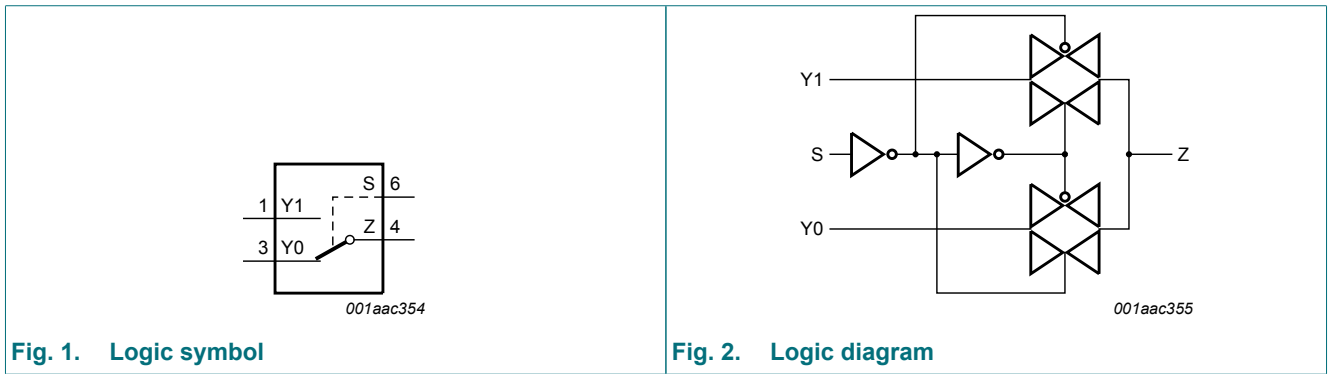 S 6
1 Y1
Z 4
3 Y0
001aac354
Fig. 1. Logic symbol
Y1
S
Z
Y0
001aac355
Fig. 2. Logic diagram